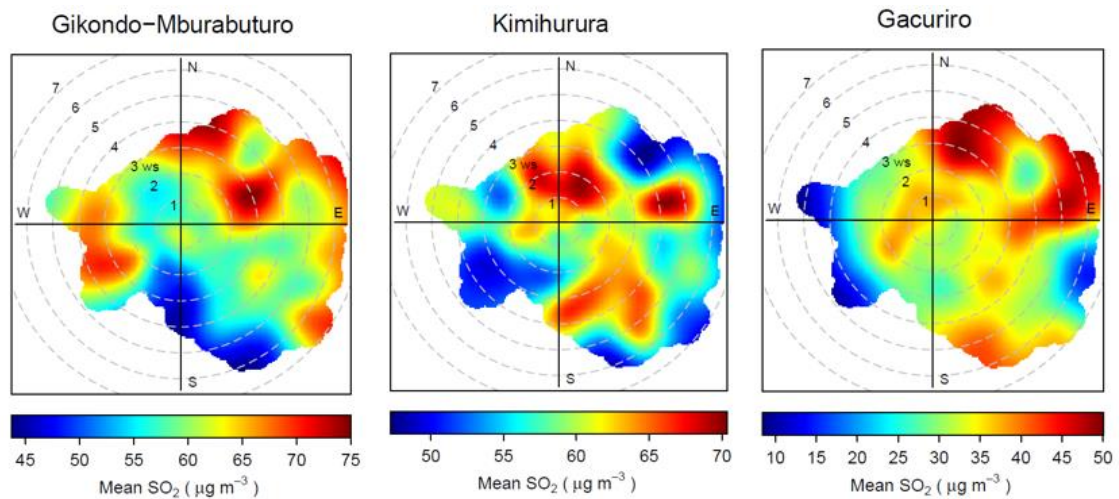 Gikondo−Mburabuturo
N
7
6
5
4
3 ws
2
1
W
E
S
45 50 55 60 65 70 75
Mean SO₂ ( μg m⁻³ )
Kimihurura
N
7
6
5
4
3 ws
2
1
W
E
S
50 55 60 65 70
Mean SO₂ ( μg m⁻³ )
Gacuriro
N
7
6
5
4
3 ws
2
1
W
E
S
10 15 20 25 30 35 40 45 50
Mean SO₂ ( μg m⁻³ )